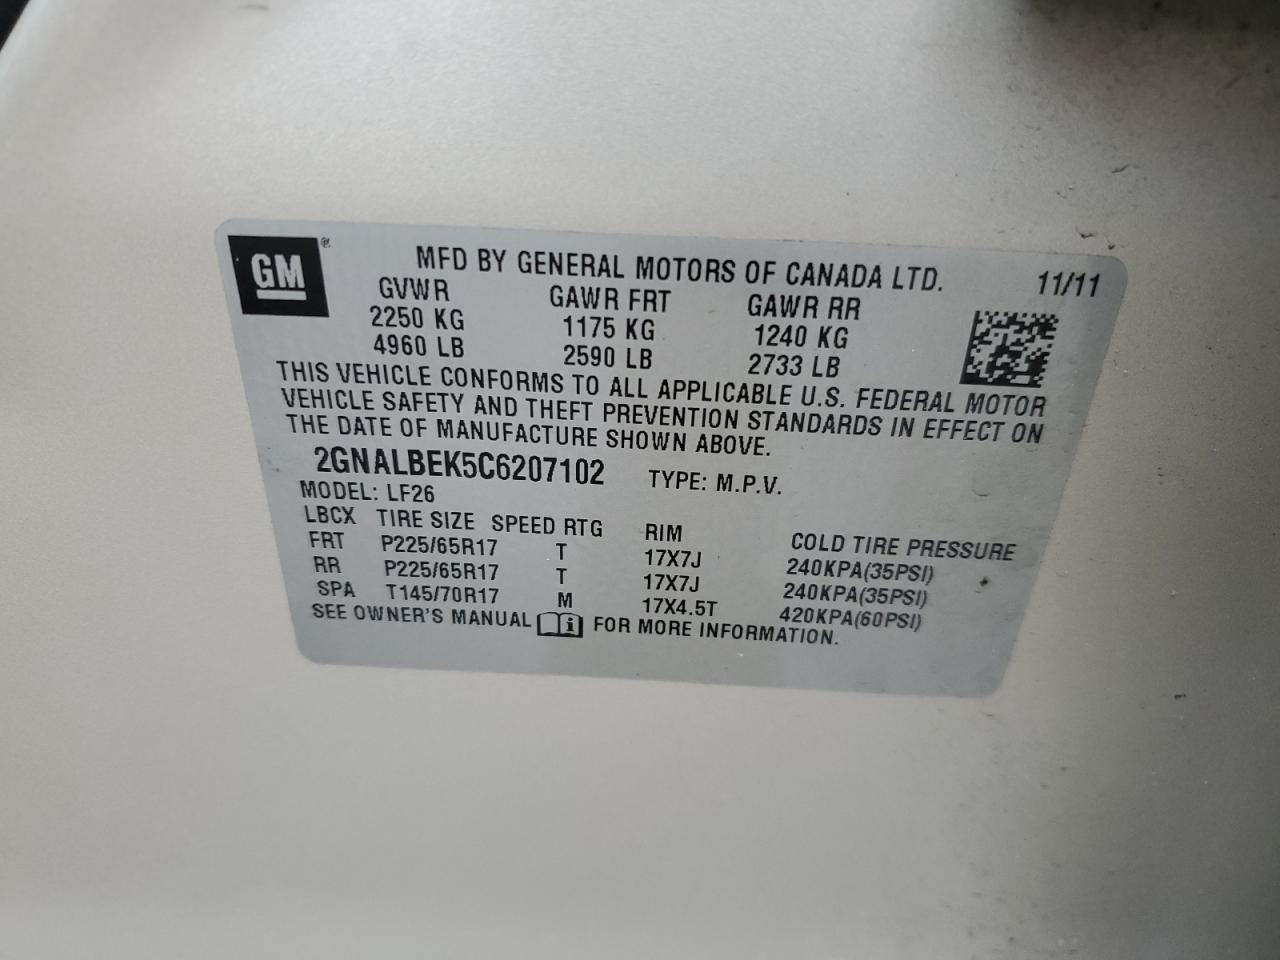 GM ® MFD BY GENERAL MOTORS OF CANADA LTD. 11/11
GVWR GAWR FRT GAWR RR
2250 KG 1175 KG 1240 KG
4960 LB 2590 LB 2733 LB
THIS VEHICLE CONFORMS TO ALL APPLICABLE U.S. FEDERAL MOTOR
VEHICLE SAFETY AND THEFT PREVENTION STANDARDS IN EFFECT ON
THE DATE OF MANUFACTURE SHOWN ABOVE.
2GNALBEK5C6207102 TYPE: M.P.V.
MODEL: LF26
LBCX TIRE SIZE SPEED RTG RIM COLD TIRE PRESSURE
FRT P225/65R17 T 17X7J 240KPA(35PSI)
RR P225/65R17 T 17X7J 240KPA(35PSI)
SPA T145/70R17 M 17X4.5T 420KPA(60PSI)
SEE OWNER'S MANUAL i FOR MORE INFORMATION.